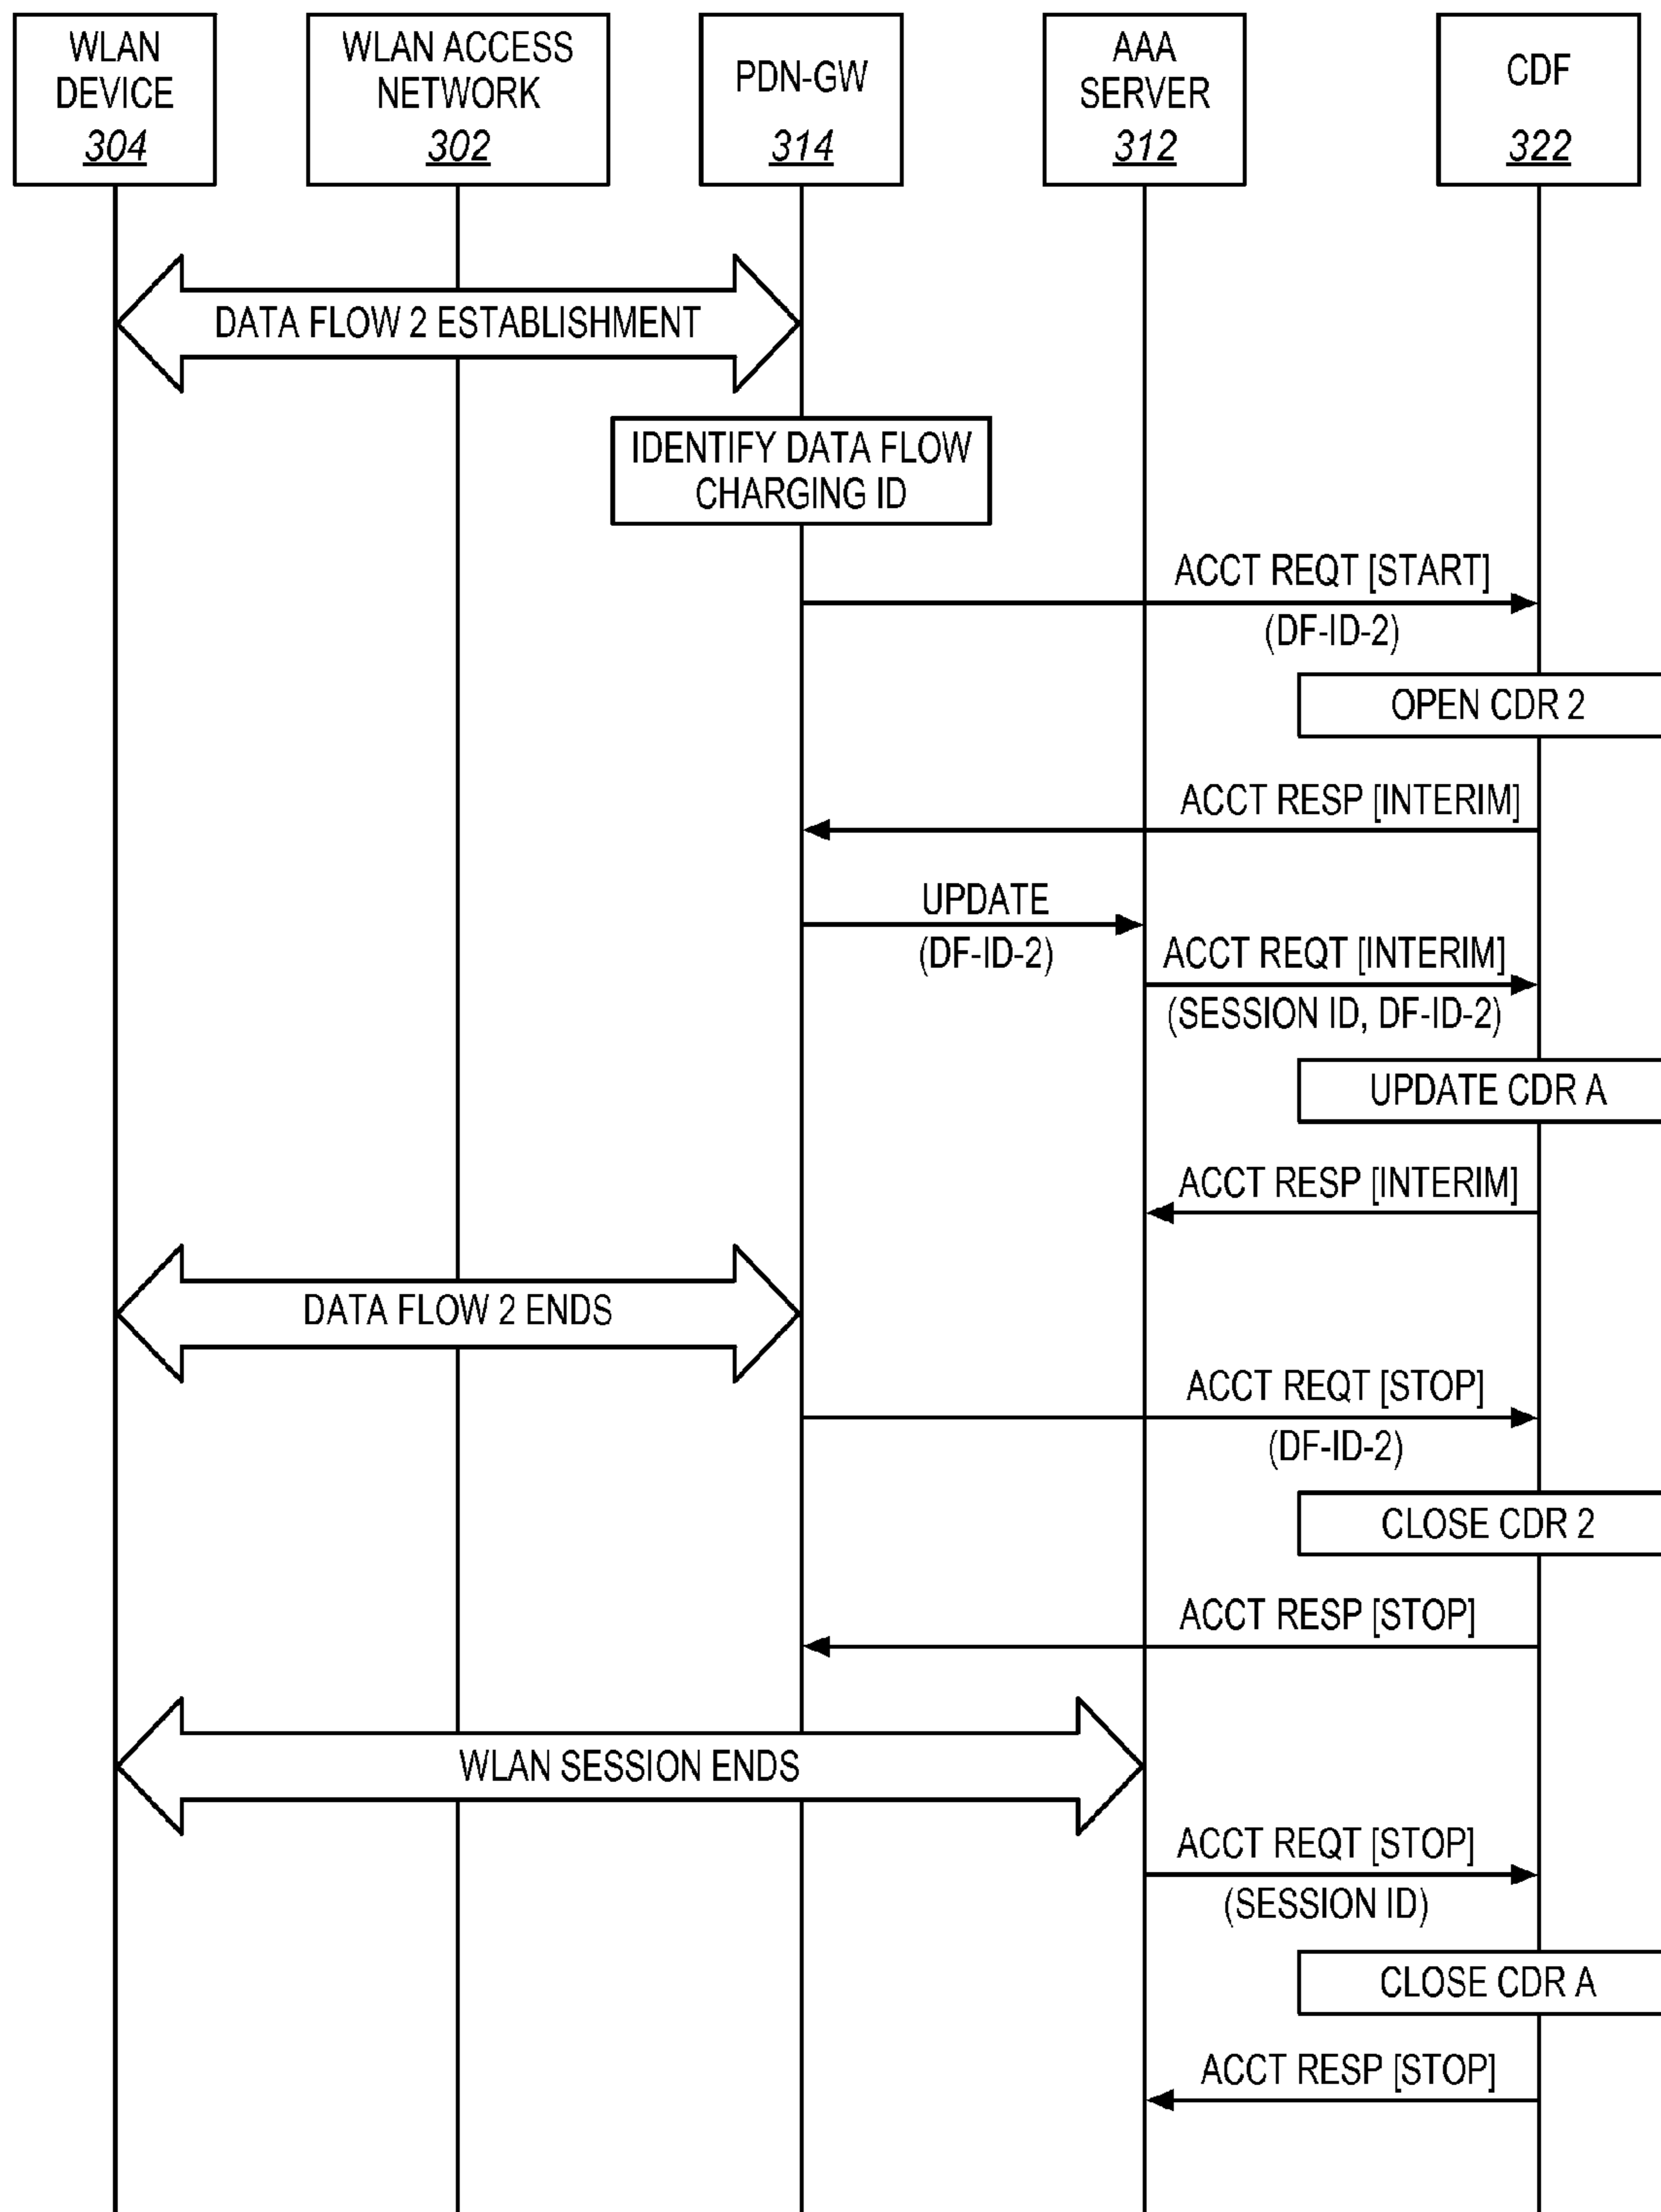 WLAN
DEVICE
304
WLAN ACCESS
NETWORK
302
PDN-GW
314
AAA
SERVER
312
CDF
322
DATA FLOW 2 ESTABLISHMENT
IDENTIFY DATA FLOW
CHARGING ID
ACCT REQT [START]
(DF-ID-2)
OPEN CDR 2
ACCT RESP [INTERIM]
UPDATE
(DF-ID-2)
ACCT REQT [INTERIM]
(SESSION ID, DF-ID-2)
UPDATE CDR A
ACCT RESP [INTERIM]
DATA FLOW 2 ENDS
ACCT REQT [STOP]
(DF-ID-2)
CLOSE CDR 2
ACCT RESP [STOP]
WLAN SESSION ENDS
ACCT REQT [STOP]
(SESSION ID)
CLOSE CDR A
ACCT RESP [STOP]